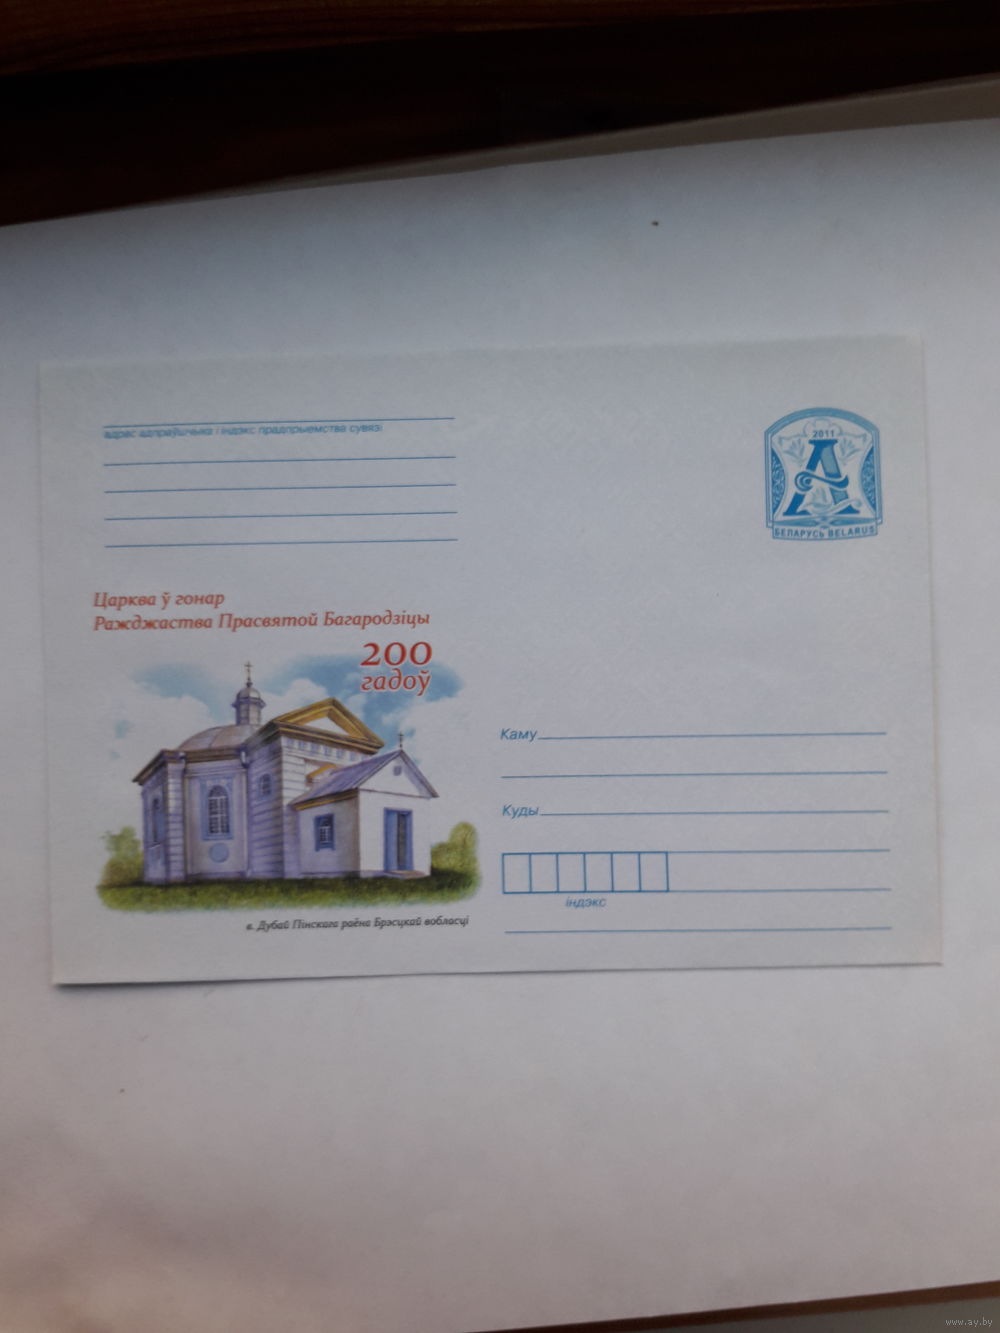 адрас адпраўшчыка і індэкс прадпрыемства сувязі
2011
А
БЕЛАРУСЬ BELARUS
Царква ў гонар
Ражджаства Прасвятой Багародзіцы
200
гадоў
в. Дубай Пінскага раёна Брэсцкай вобласці
Каму
Куды
індэкс
www.ay.by